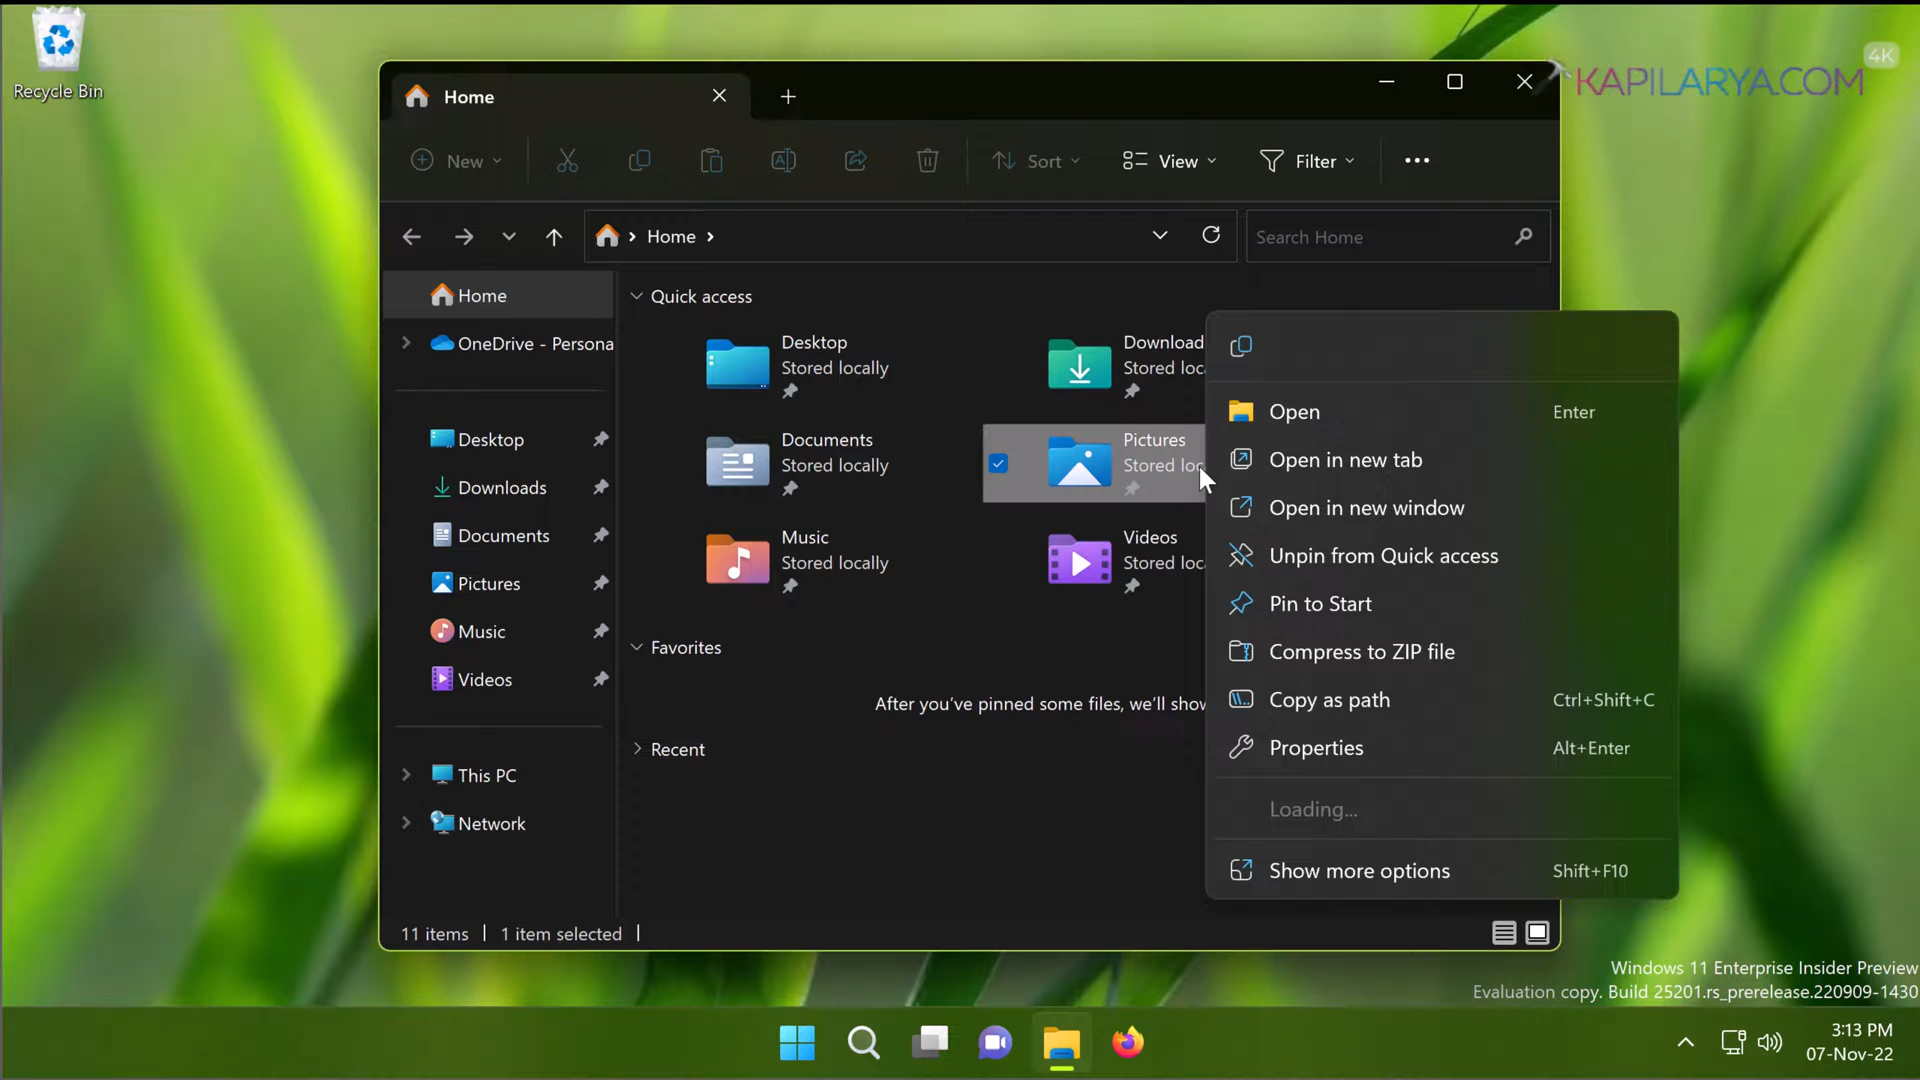 Recycle Bin
4K
KAPILARYA.COM
Home
New
Sort
View
Filter
Home
Search Home
Home
OneDrive - Persona
Desktop
Downloads
Documents
Pictures
Music
Videos
This PC
Network
Quick access
Desktop
Stored locally
Download
Stored loc
Documents
Stored locally
Pictures
Stored loc
Music
Stored locally
Videos
Stored loc
Favorites
After you've pinned some files, we'll show
Recent
Open Enter
Open in new tab
Open in new window
Unpin from Quick access
Pin to Start
Compress to ZIP file
Copy as path Ctrl+Shift+C
Properties Alt+Enter
Loading...
Show more options Shift+F10
11 items
1 item selected
Windows 11 Enterprise Insider Preview
Evaluation copy. Build 25201.rs_prerelease.220909-1430
3:13 PM
07-Nov-22